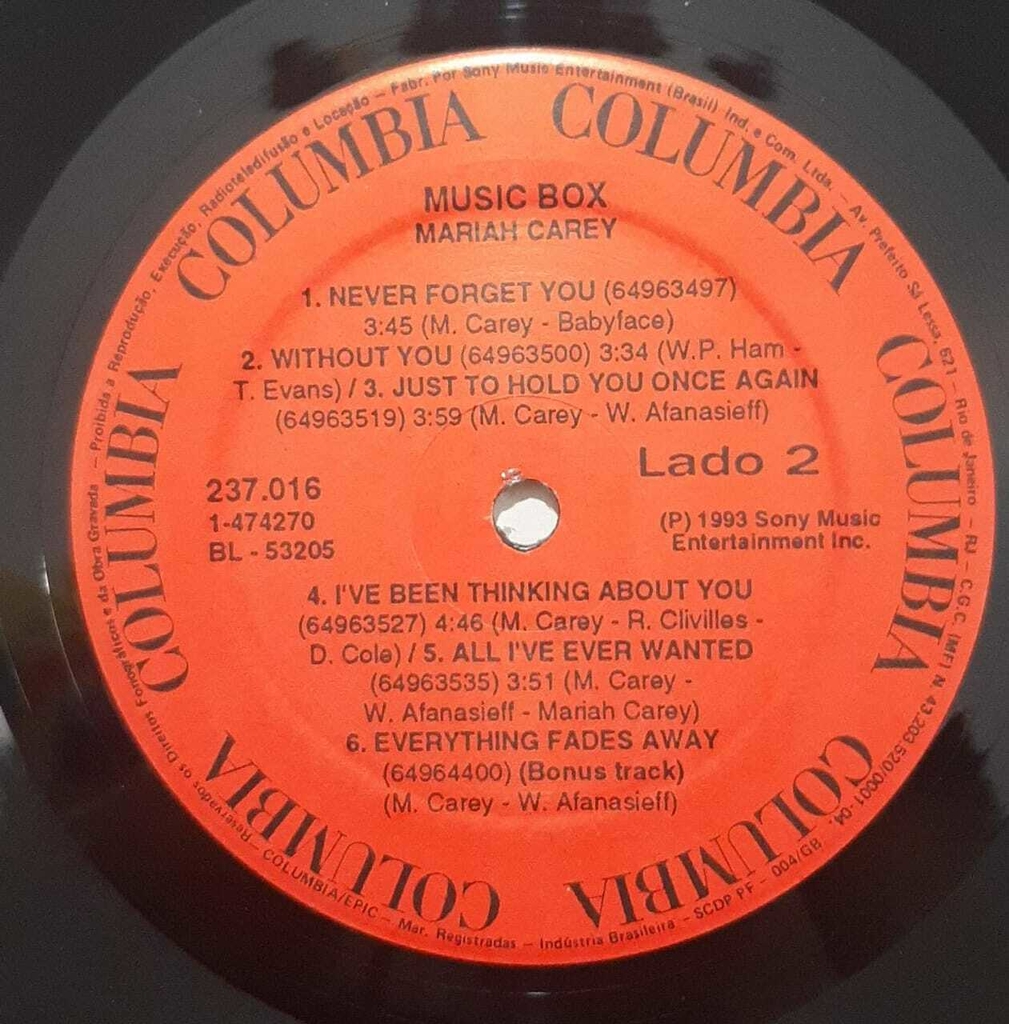 COLUMBIA COLUMBIA COLUMBIA COLUMBIA COLUMBIA COLUMBIA COLUMBIA
MUSIC BOX
MARIAH CAREY
1. NEVER FORGET YOU (64963497)
3:45 (M. Carey - Babyface)
2. WITHOUT YOU (64963500) 3:34 (W.P. Ham -
T. Evans) / 3. JUST TO HOLD YOU ONCE AGAIN
(64963519) 3:59 (M. Carey - W. Afanasieff)
Lado 2
237.016
1-474270
BL - 53205
(P) 1993 Sony Music
Entertainment Inc.
4. I'VE BEEN THINKING ABOUT YOU
(64963527) 4:46 (M. Carey - R. Clivilles -
D. Cole) / 5. ALL I'VE EVER WANTED
(64963535) 3:51 (M. Carey -
W. Afanasieff - Mariah Carey)
6. EVERYTHING FADES AWAY
(64964400) (Bonus track)
(M. Carey - W. Afanasieff)
Fabr. Por Sony Music Entertainment (Brasil) Ind. e Com. Ltda. - Av. Prefeito Sá Lessa, 621 - Rio de Janeiro - RJ - C.G.C. (MF) N 43.203.520/0001-04. SCDP PF - 004/GB - Indústria Brasileira - Mar. Registradas - COLUMBIA/EPIC - Reservados os Direitos Fonográficos e da Obra Gravada - Proibida a Reprodução, Execução, Radioteledifusão e Locação -